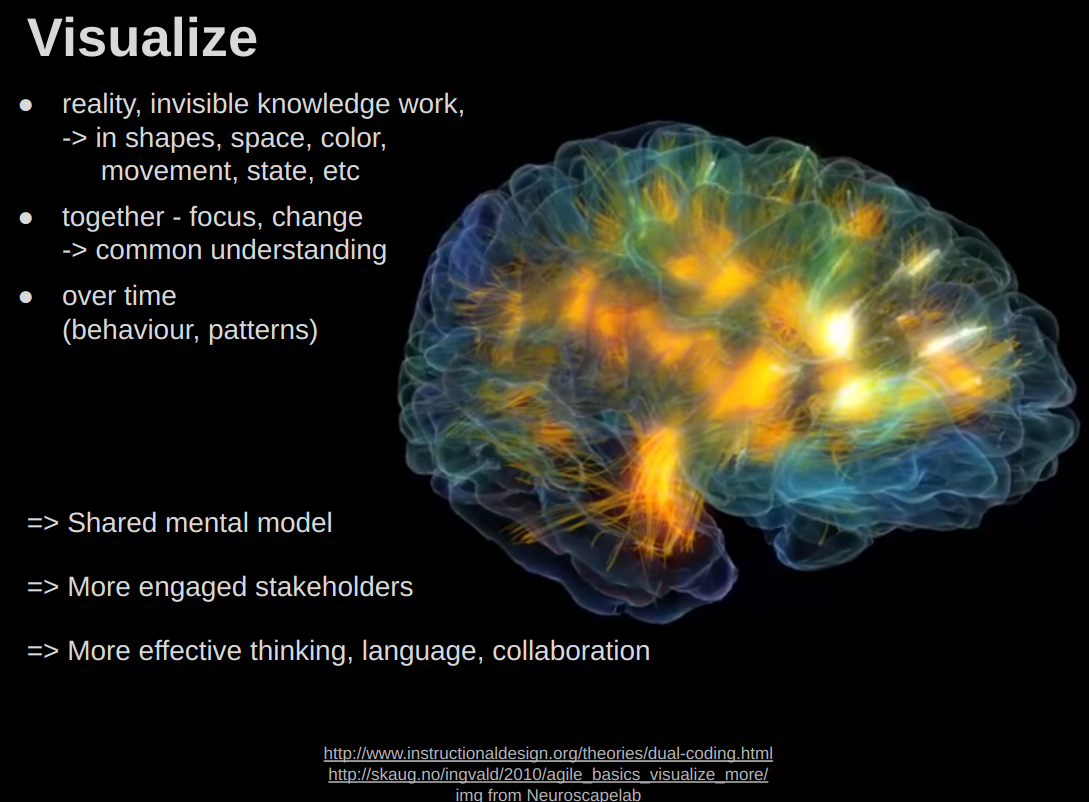 Visualize
● reality, invisible knowledge work,
-> in shapes, space, color,
movement, state, etc
● together - focus, change
-> common understanding
● over time
(behaviour, patterns)
=> Shared mental model
=> More engaged stakeholders
=> More effective thinking, language, collaboration
http://www.instructionaldesign.org/theories/dual-coding.html
http://skaug.no/ingvald/2010/agile_basics_visualize_more/
img from Neuroscapelab